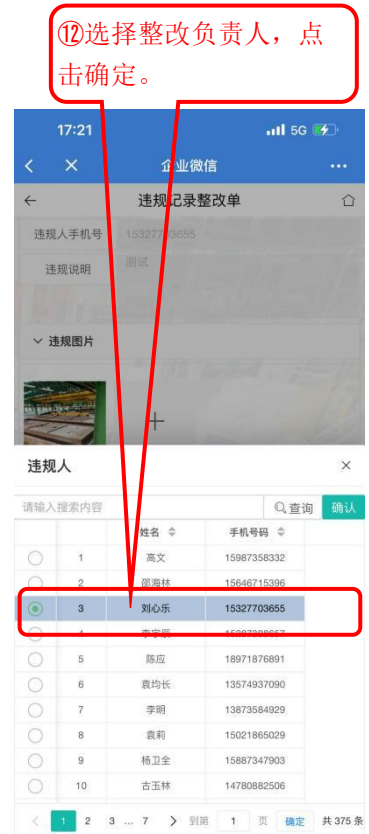 ⑫选择整改负责人，点
击确定。
17:21
5G
企业微信
违规记录整改单
违规人手机号 15327703655
违规说明 测试
违规图片
违规人
请输入搜索内容 查询 确认
姓名 手机号码
1 高文 15987358332
2 邵海林 15646715396
3 刘心乐 15327703655
4
5 陈应 18971876891
6 袁均长 13574937090
7 李明 13873584929
8 袁莉 15021865029
9 杨卫全 15887347903
10 古玉林 14780882506
1 2 3 ... 7 到第 1 页 确定 共 375 条